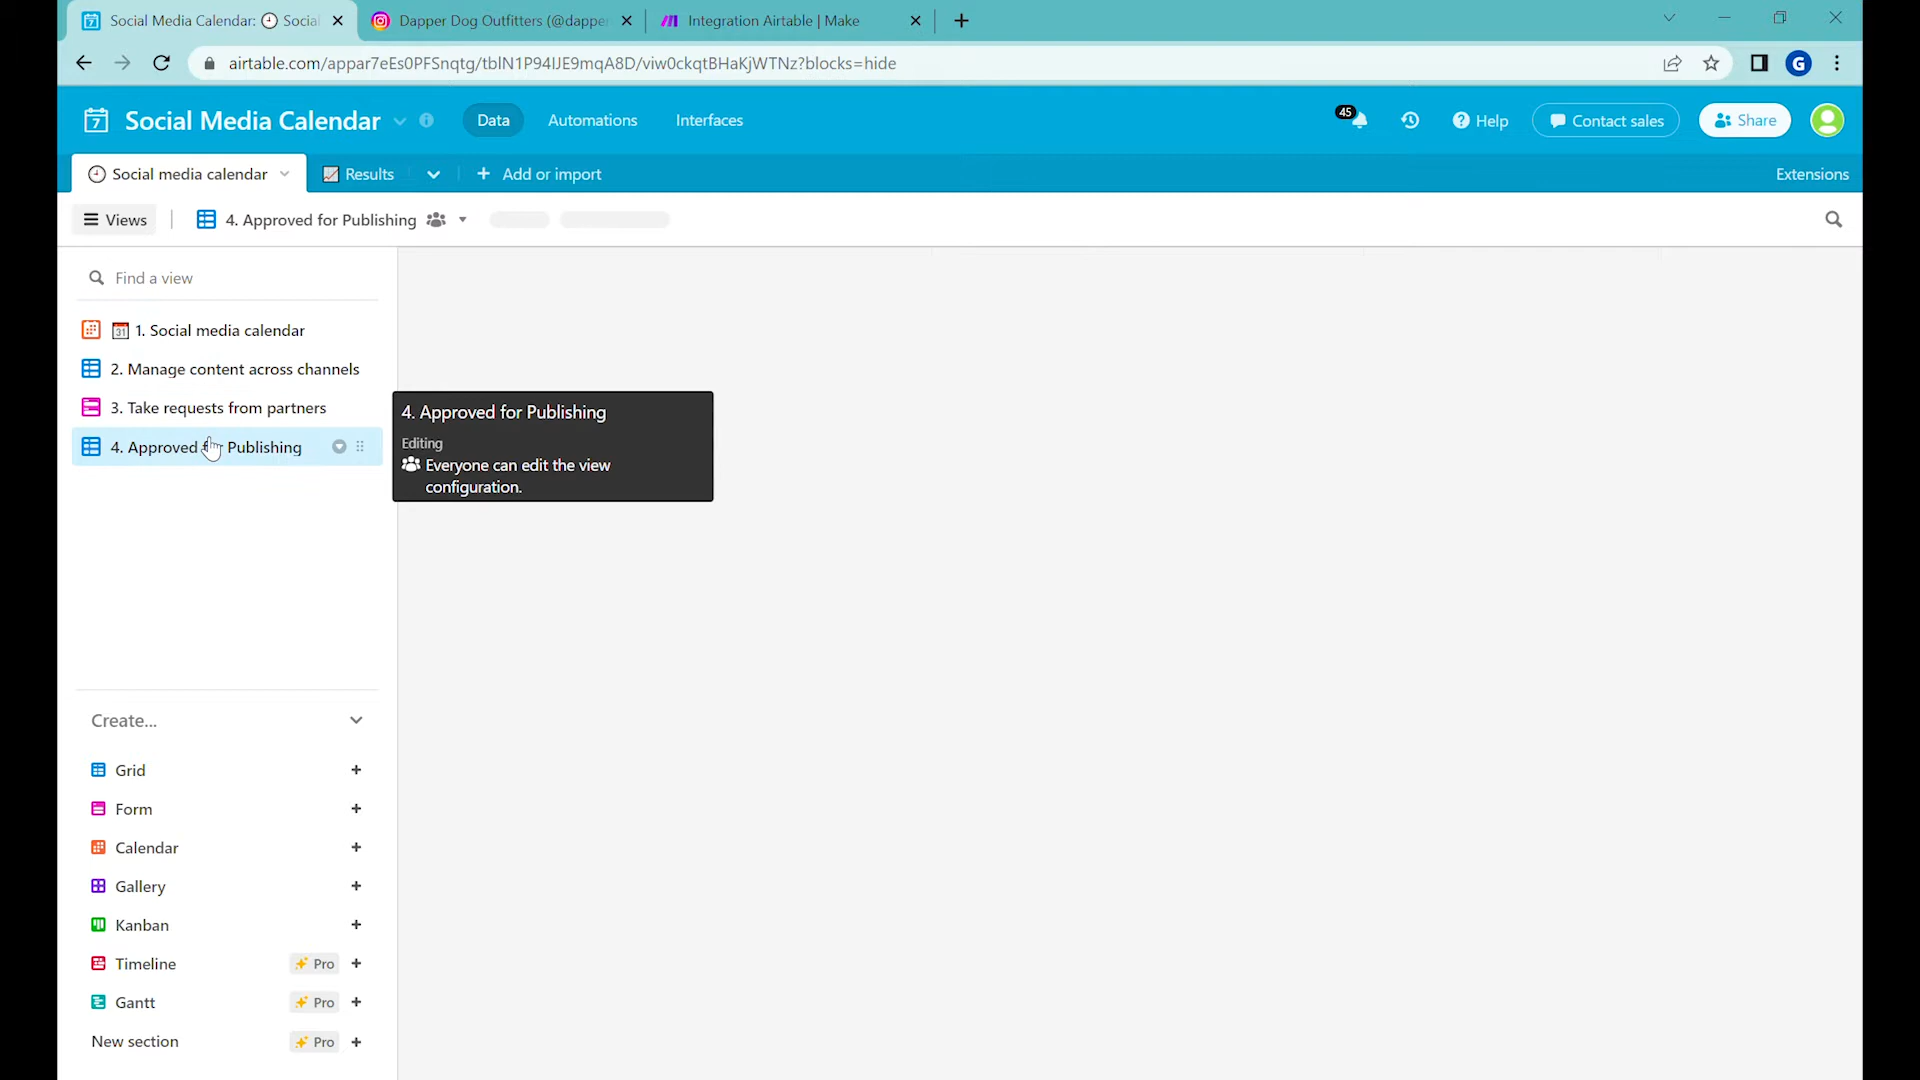 Social Media Calendar: Social
Dapper Dog Outfitters (@dapper
Integration Airtable | Make
airtable.com/appar7eEs0PFSnqtg/tblN1P94IJE9mqA8D/viw0ckqtBHaKjWTNz?blocks=hide
G
7
Social Media Calendar
Data
Automations
Interfaces
45
Help
Contact sales
Share
Social media calendar
Results
Add or import
Extensions
Views
4. Approved for Publishing
Find a view
31 1. Social media calendar
2. Manage content across channels
3. Take requests from partners
4. Approved for Publishing
4. Approved for Publishing
Editing
Everyone can edit the view
configuration.
Create...
Grid
Form
Calendar
Gallery
Kanban
Timeline Pro
Gantt Pro
New section Pro